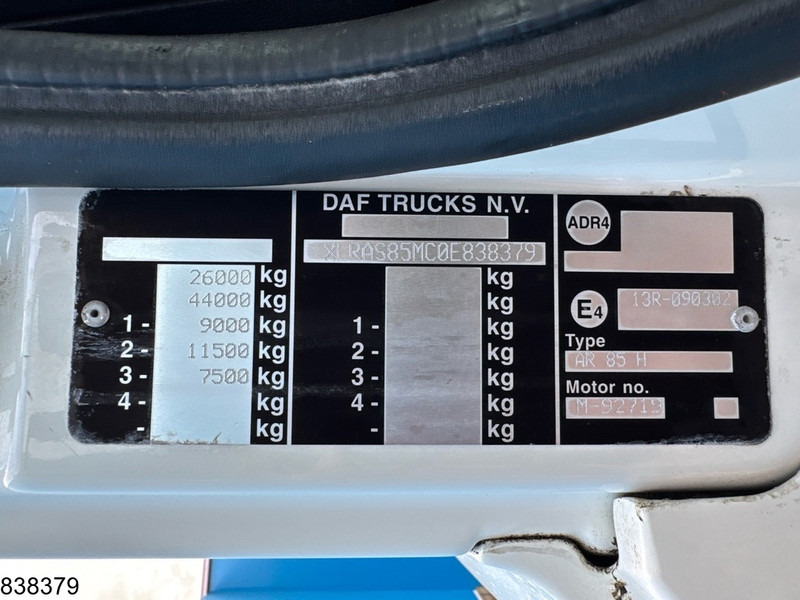 26000 kg
44000 kg
1 - 9000 kg
2 - 11500 kg
3 - 7500 kg
4 - kg
- kg
DAF TRUCKS N.V.
XLRAS85MC0E838379
kg
kg
1 - kg
2 - kg
3 - kg
4 - kg
- kg
ADR4
E4 13R-090302
Type
AR 85 H
Motor no.
M-92719
838379